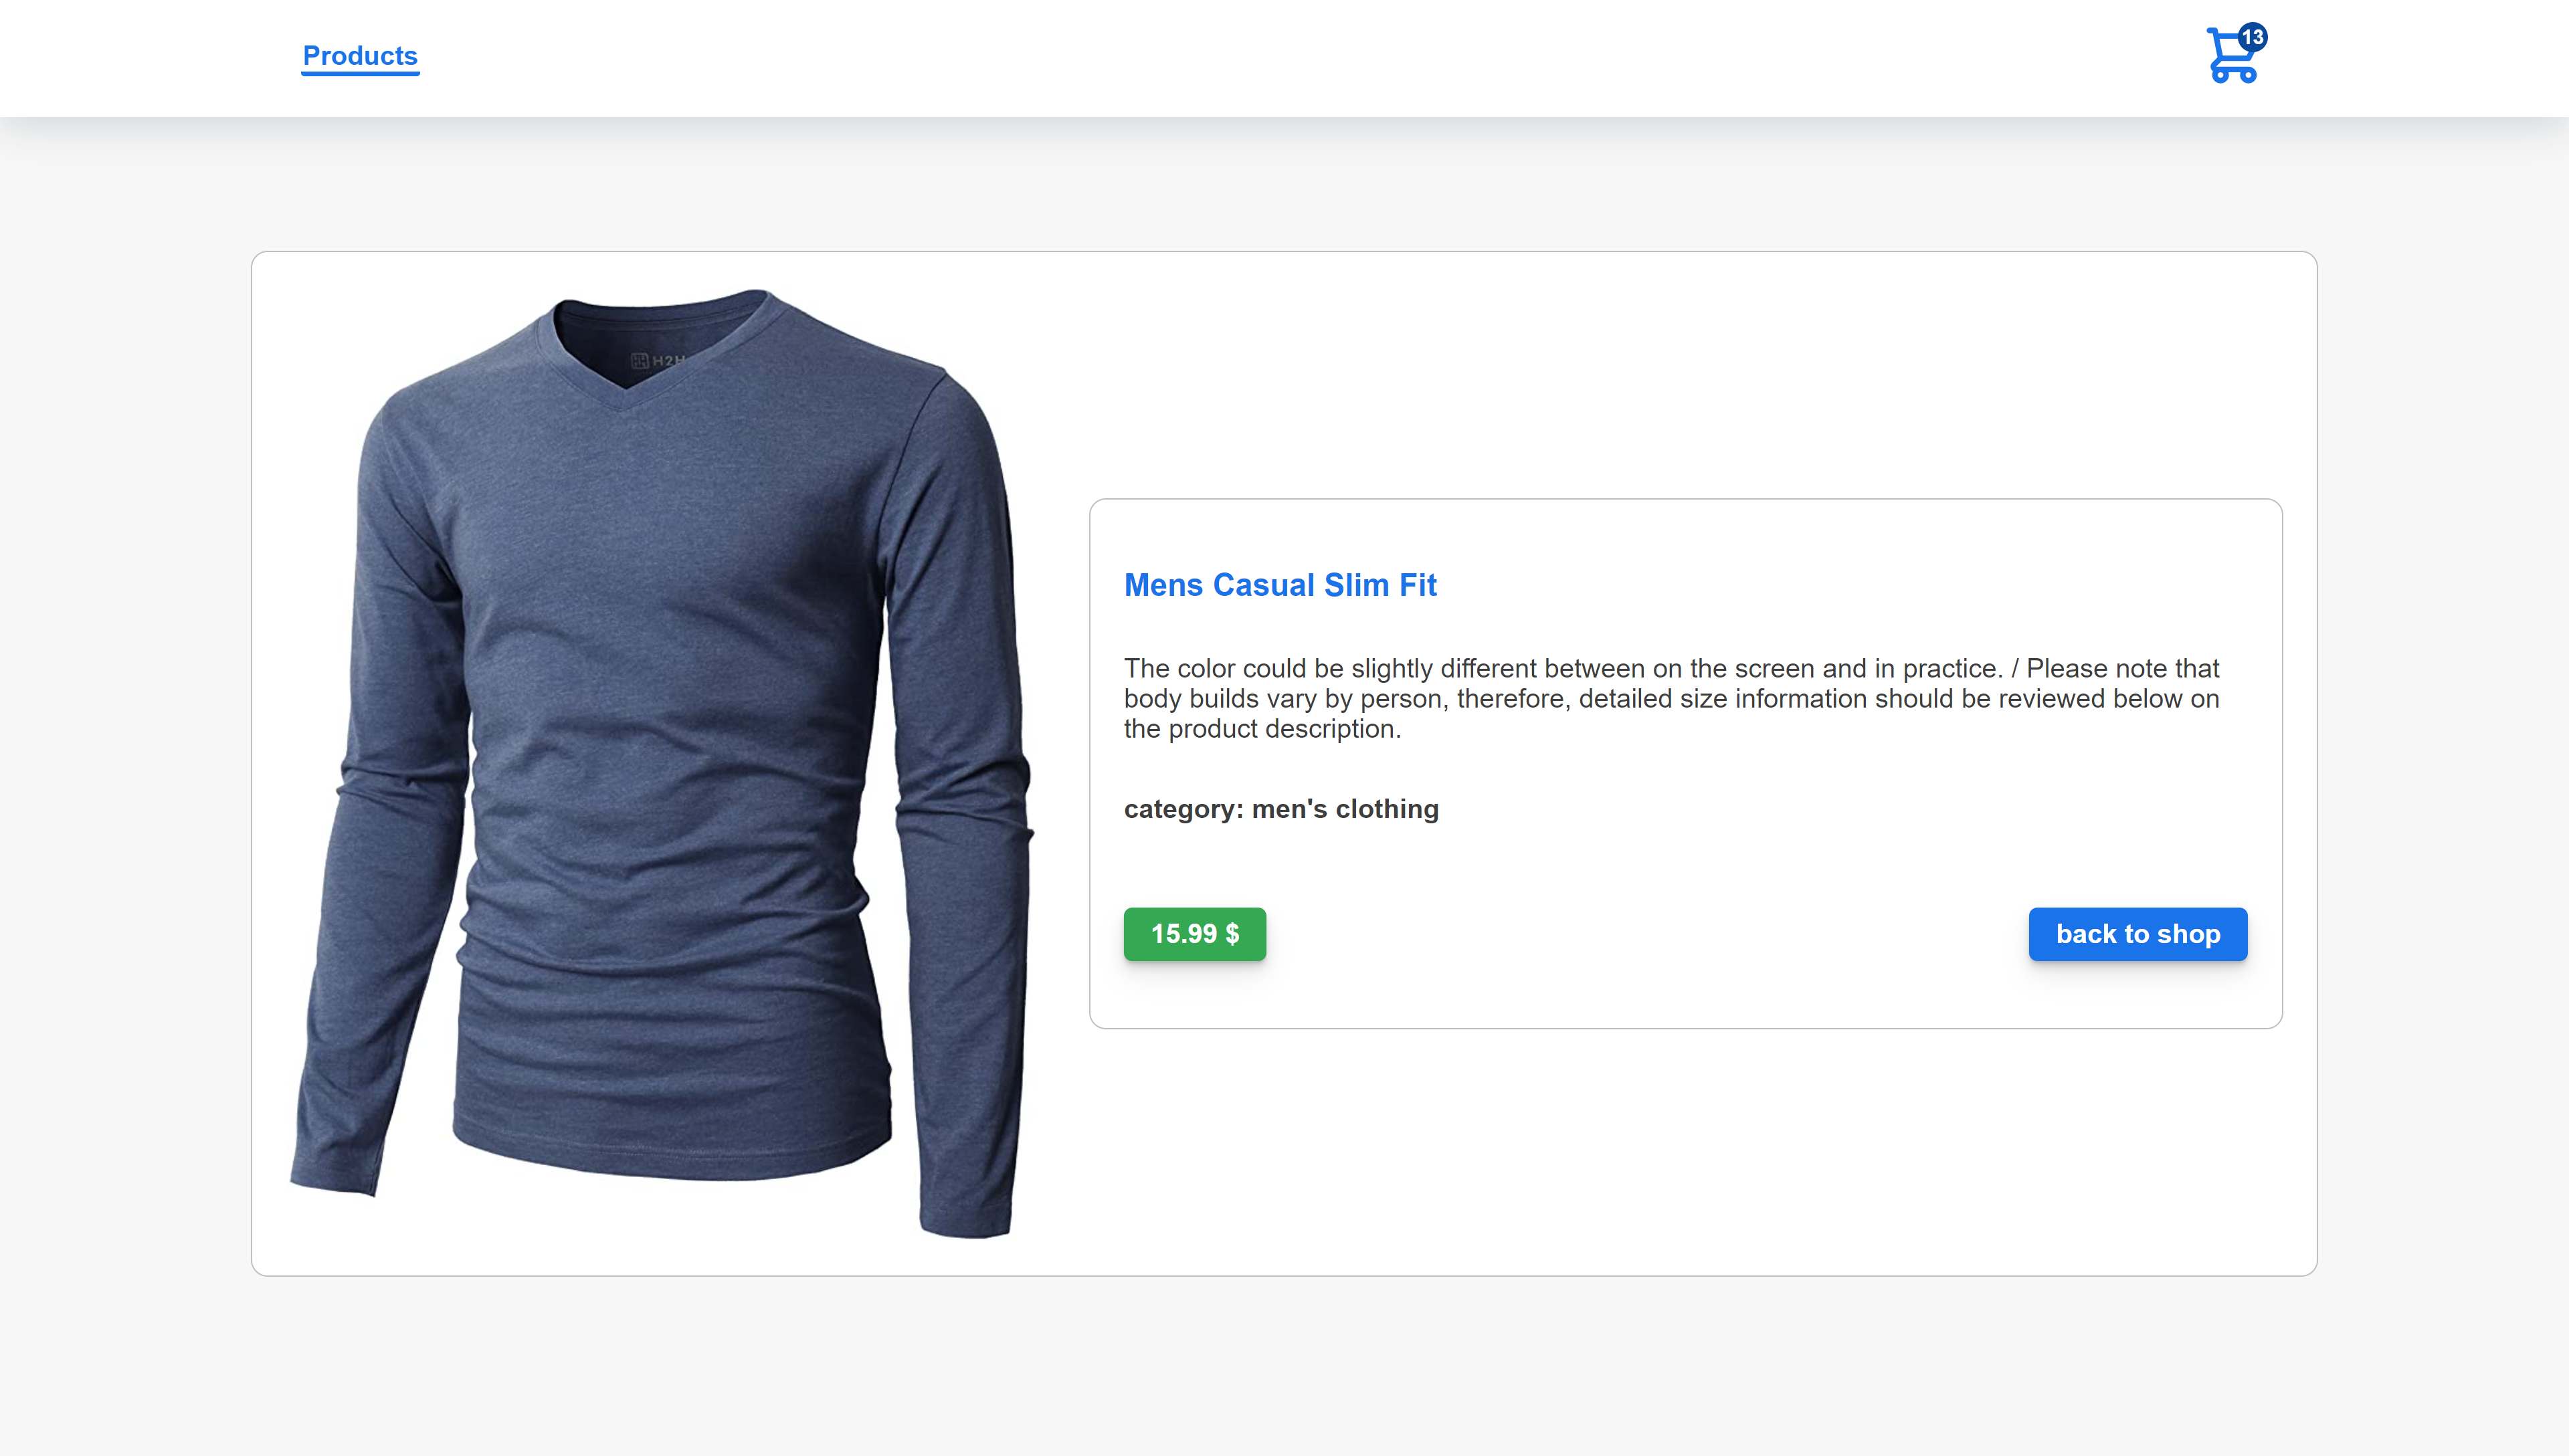 Products
13
H2H
Mens Casual Slim Fit
The color could be slightly different between on the screen and in practice. / Please note that
body builds vary by person, therefore, detailed size information should be reviewed below on
the product description.
category: men's clothing
15.99 $
back to shop